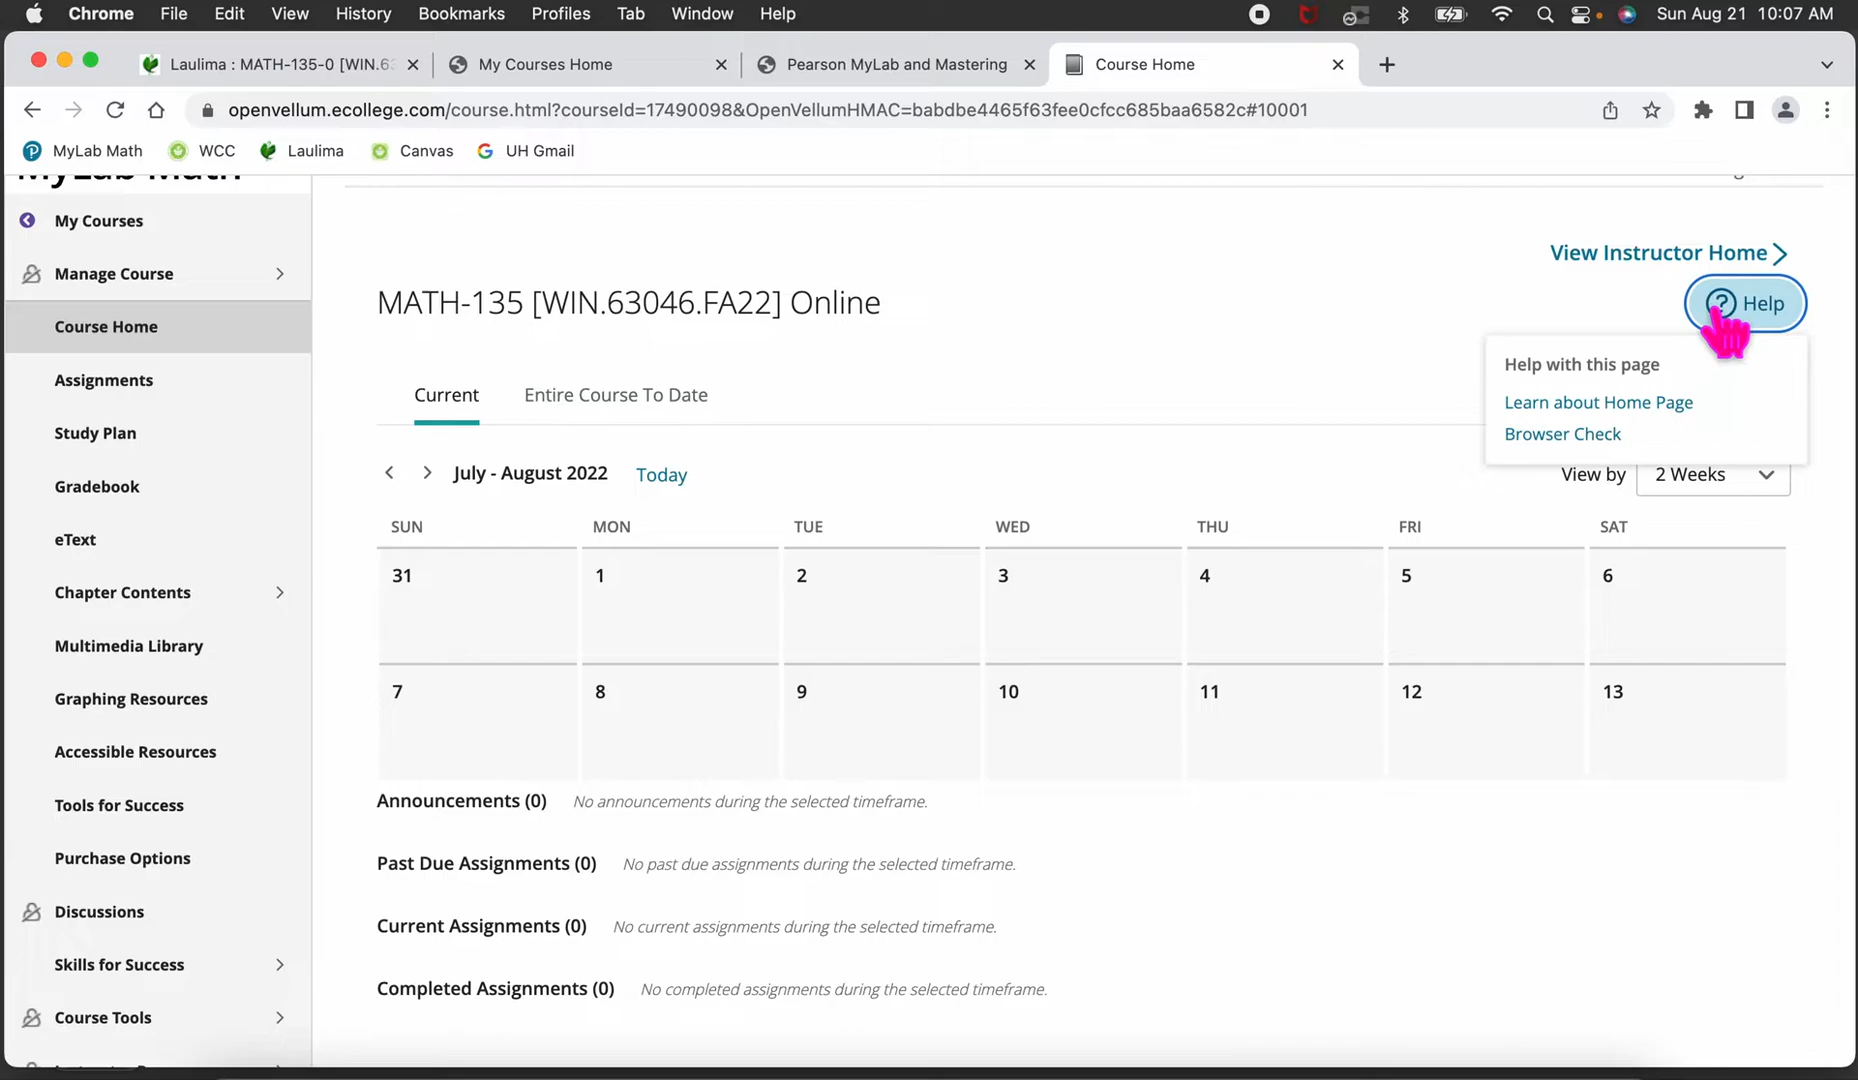 Chrome File Edit View History Bookmarks Profiles Tab Window Help Sun Aug 21 10:07 AM
Laulima : MATH-135-0 [WIN.63 My Courses Home Pearson MyLab and Mastering Course Home
openvellum.ecollege.com/course.html?courseId=17490098&OpenVellumHMAC=babdbe4465f63fee0cfcc685baa6582c#10001
MyLab Math WCC Laulima Canvas UH Gmail
MyLab Math
My Courses
Manage Course
Course Home
Assignments
Study Plan
Gradebook
eText
Chapter Contents
Multimedia Library
Graphing Resources
Accessible Resources
Tools for Success
Purchase Options
Discussions
Skills for Success
Course Tools
View Instructor Home
MATH-135 [WIN.63046.FA22] Online
Help
Help with this page
Learn about Home Page
Browser Check
Current Entire Course To Date
July - August 2022 Today View by 2 Weeks
SUN MON TUE WED THU FRI SAT
31 1 2 3 4 5 6
7 8 9 10 11 12 13
Announcements (0) No announcements during the selected timeframe.
Past Due Assignments (0) No past due assignments during the selected timeframe.
Current Assignments (0) No current assignments during the selected timeframe.
Completed Assignments (0) No completed assignments during the selected timeframe.